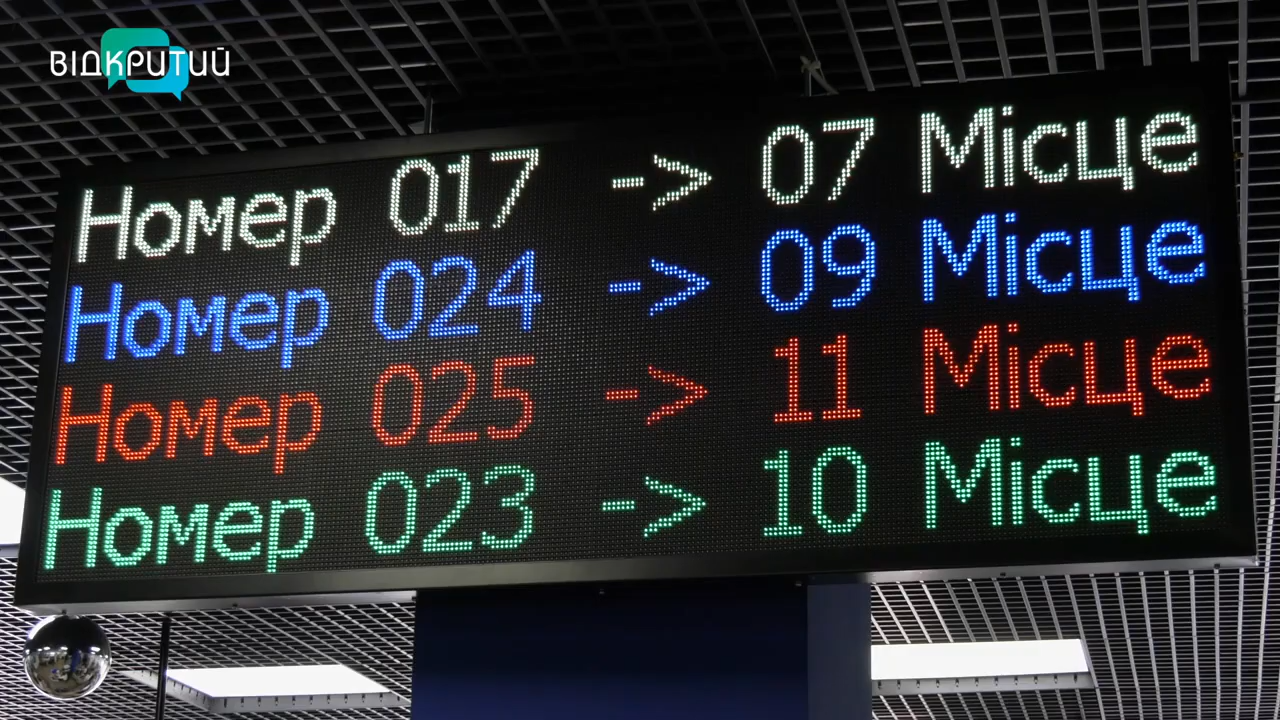 ВІДКРИТИЙ
Номер 017 -> 07 Місце
Номер 024 -> 09 Місце
Номер 025 -> 11 Місце
Номер 023 -> 10 Місце